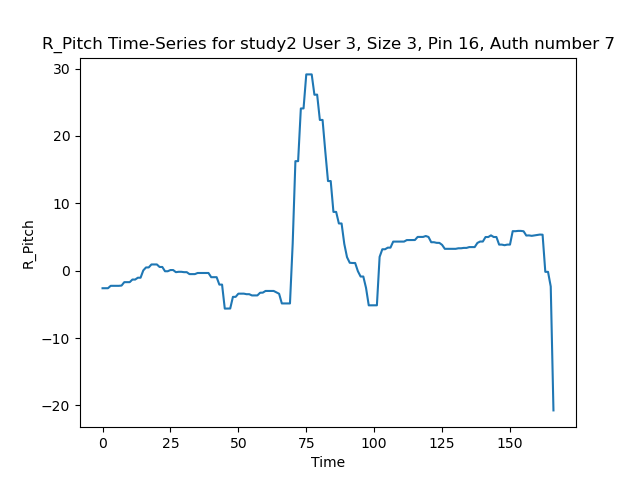 R_Pitch Time-Series for study2 User 3, Size 3, Pin 16, Auth number 7
30
20
10
0
−10
−20
R_Pitch
0 25 50 75 100 125 150
Time